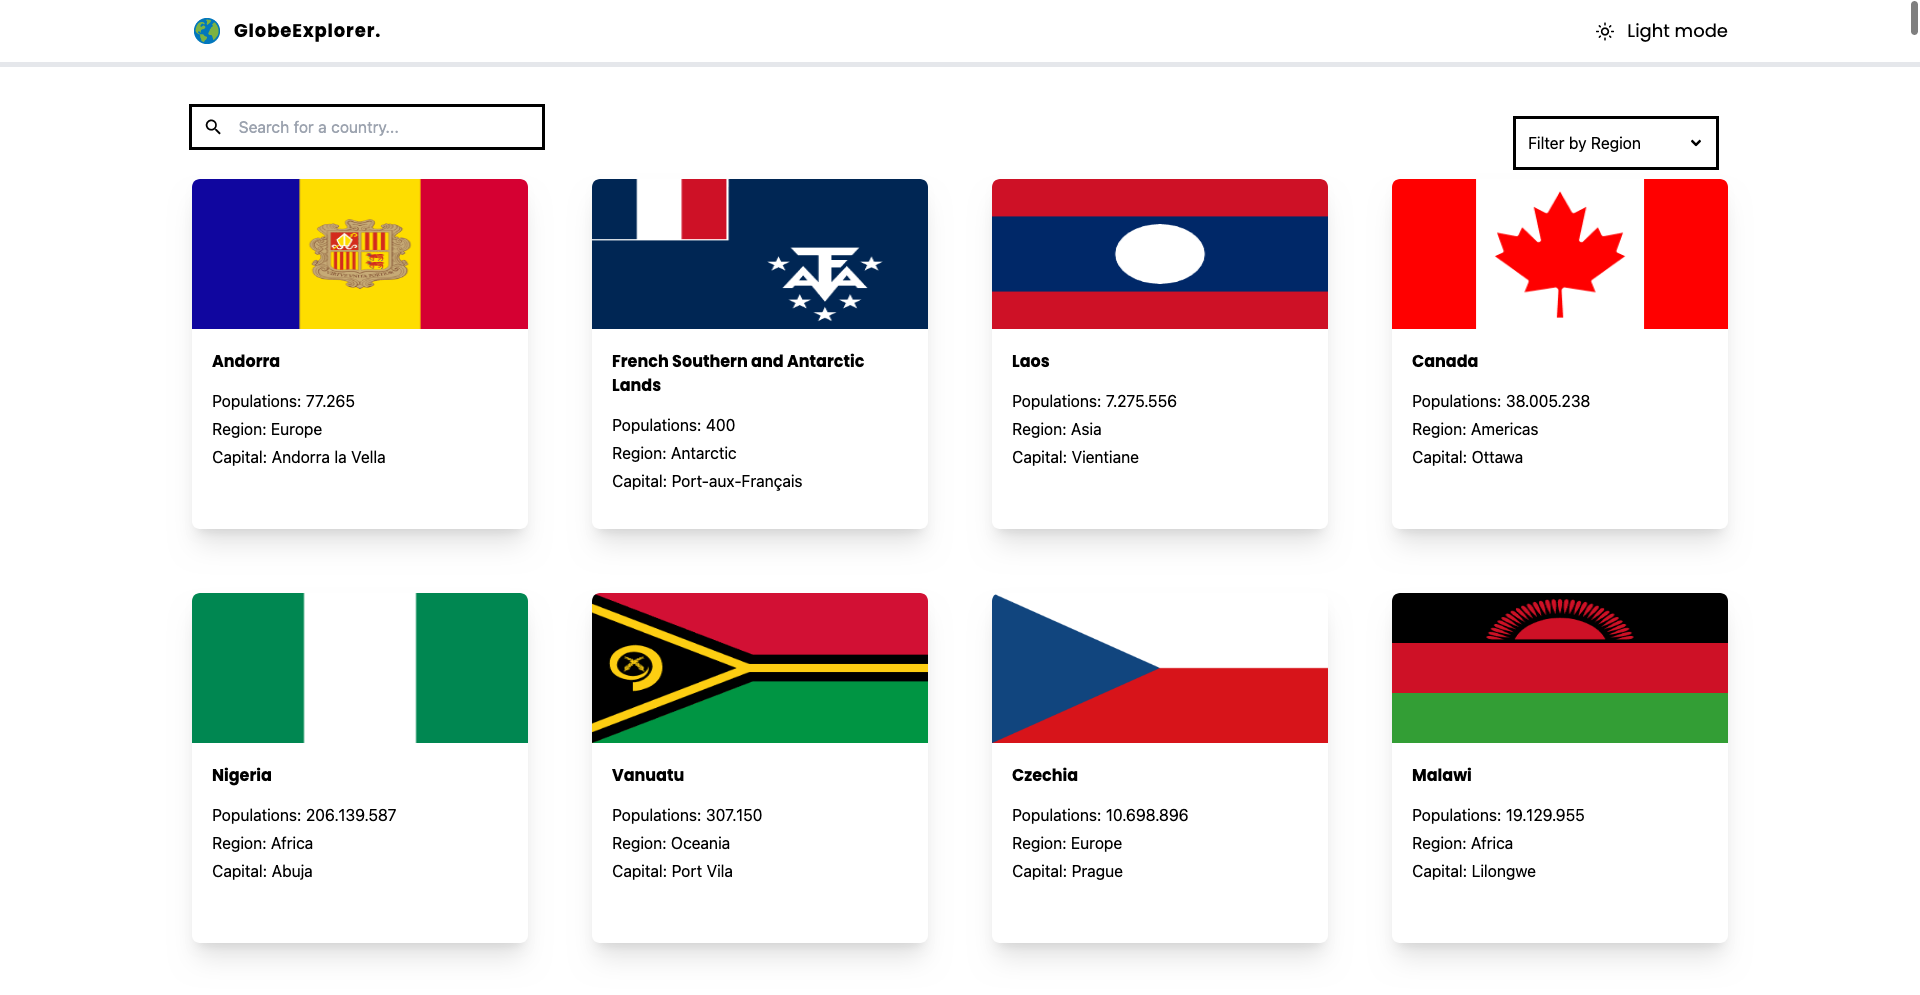 GlobeExplorer.
Light mode
Search for a country...
Filter by Region
Andorra
Populations: 77.265
Region: Europe
Capital: Andorra la Vella
French Southern and Antarctic
Lands
Populations: 400
Region: Antarctic
Capital: Port-aux-Français
Laos
Populations: 7.275.556
Region: Asia
Capital: Vientiane
Canada
Populations: 38.005.238
Region: Americas
Capital: Ottawa
Nigeria
Populations: 206.139.587
Region: Africa
Capital: Abuja
Vanuatu
Populations: 307.150
Region: Oceania
Capital: Port Vila
Czechia
Populations: 10.698.896
Region: Europe
Capital: Prague
Malawi
Populations: 19.129.955
Region: Africa
Capital: Lilongwe